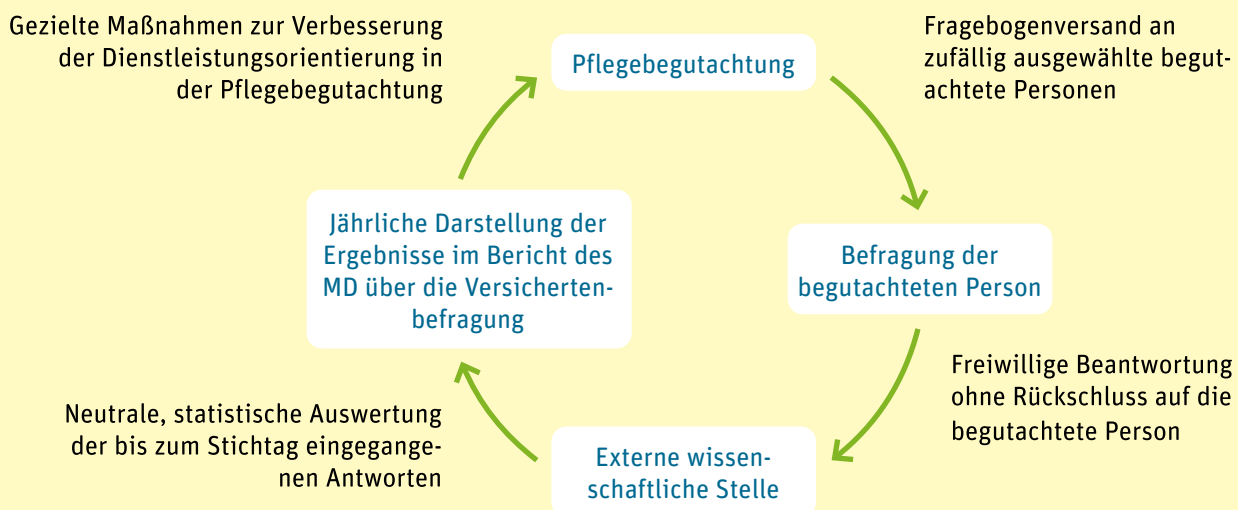 Gezielte Maßnahmen zur Verbesserung
der Dienstleistungsorientierung in
der Pflegebegutachtung
Pflegebegutachtung
Fragebogenversand an
zufällig ausgewählte begut-
achtete Personen
Jährliche Darstellung der
Ergebnisse im Bericht des
MD über die Versicherten-
befragung
Befragung der
begutachteten Person
Freiwillige Beantwortung
ohne Rückschluss auf die
begutachtete Person
Neutrale, statistische Auswertung
der bis zum Stichtag eingegange-
nen Antworten
Externe wissen-
schaftliche Stelle